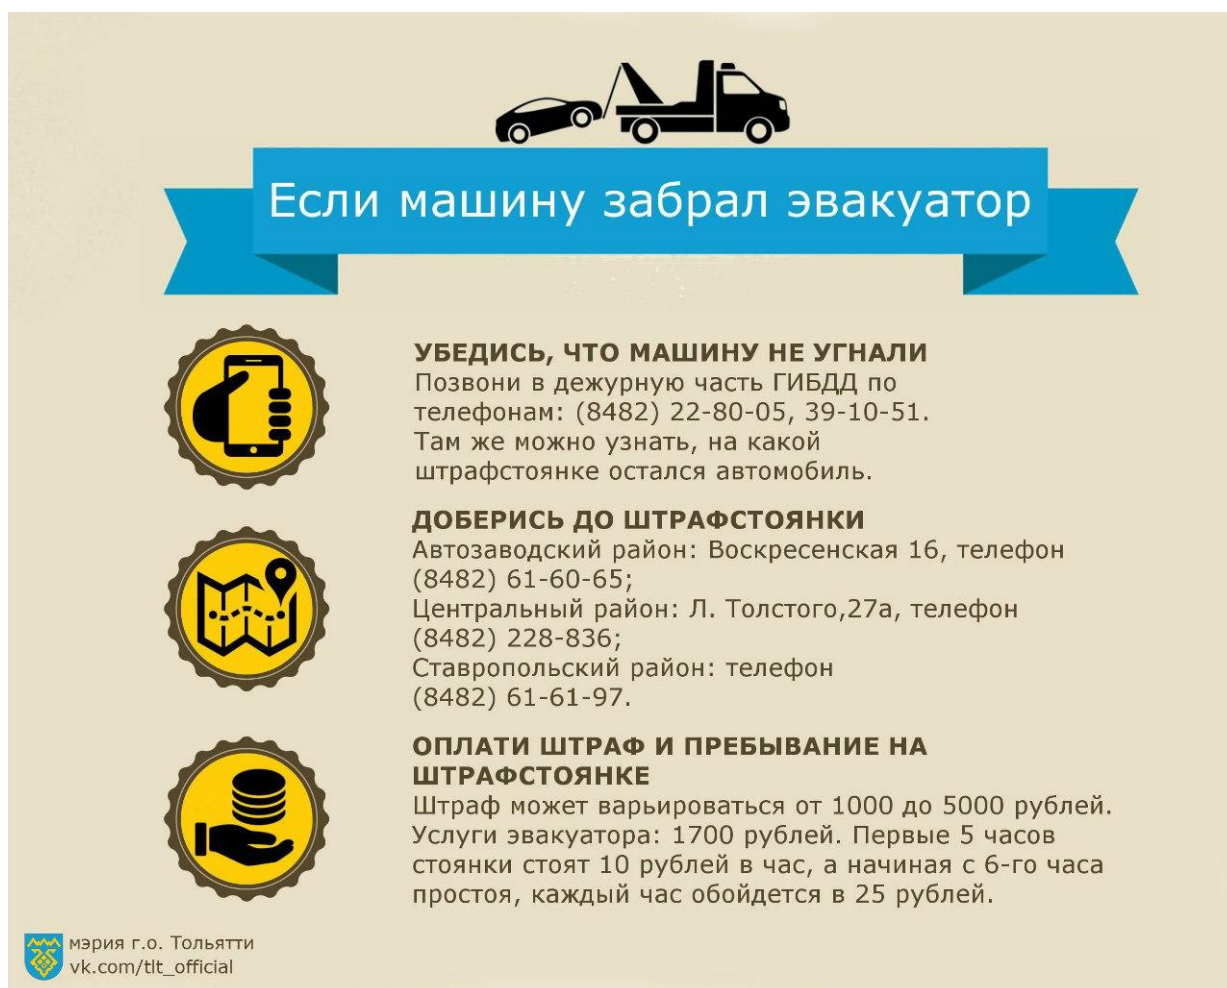 Если машину забрал эвакуатор
УБЕДИСЬ, ЧТО МАШИНУ НЕ УГНАЛИ
Позвони в дежурную часть ГИБДД по
телефонам: (8482) 22-80-05, 39-10-51.
Там же можно узнать, на какой
штрафстоянке остался автомобиль.
ДОБЕРИСЬ ДО ШТРАФСТОЯНКИ
Автозаводский район: Воскресенская 16, телефон
(8482) 61-60-65;
Центральный район: Л. Толстого,27а, телефон
(8482) 228-836;
Ставропольский район: телефон
(8482) 61-61-97.
ОПЛАТИ ШТРАФ И ПРЕБЫВАНИЕ НА
ШТРАФСТОЯНКЕ
Штраф может варьироваться от 1000 до 5000 рублей.
Услуги эвакуатора: 1700 рублей. Первые 5 часов
стоянки стоят 10 рублей в час, а начиная с 6-го часа
простоя, каждый час обойдется в 25 рублей.
мэрия г.о. Тольятти
vk.com/tlt_official